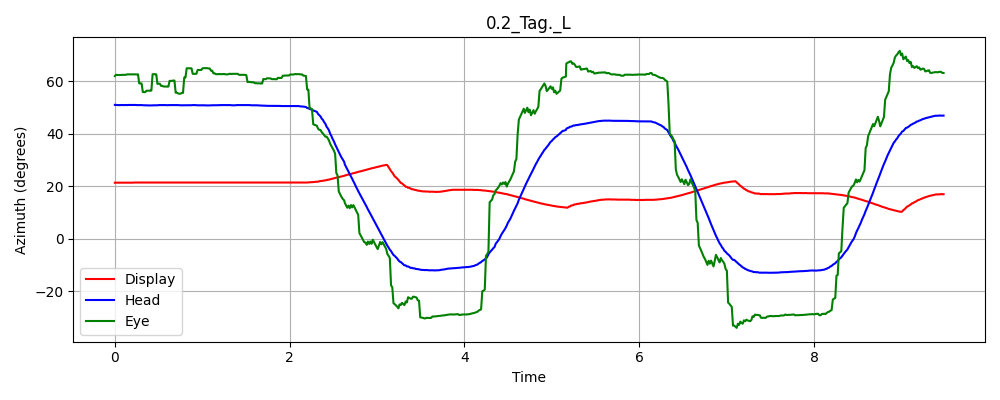 0.2_Tag._L
Azimuth (degrees)
60
40
20
0
−20
Display
Head
Eye
0 2 4 6 8
Time